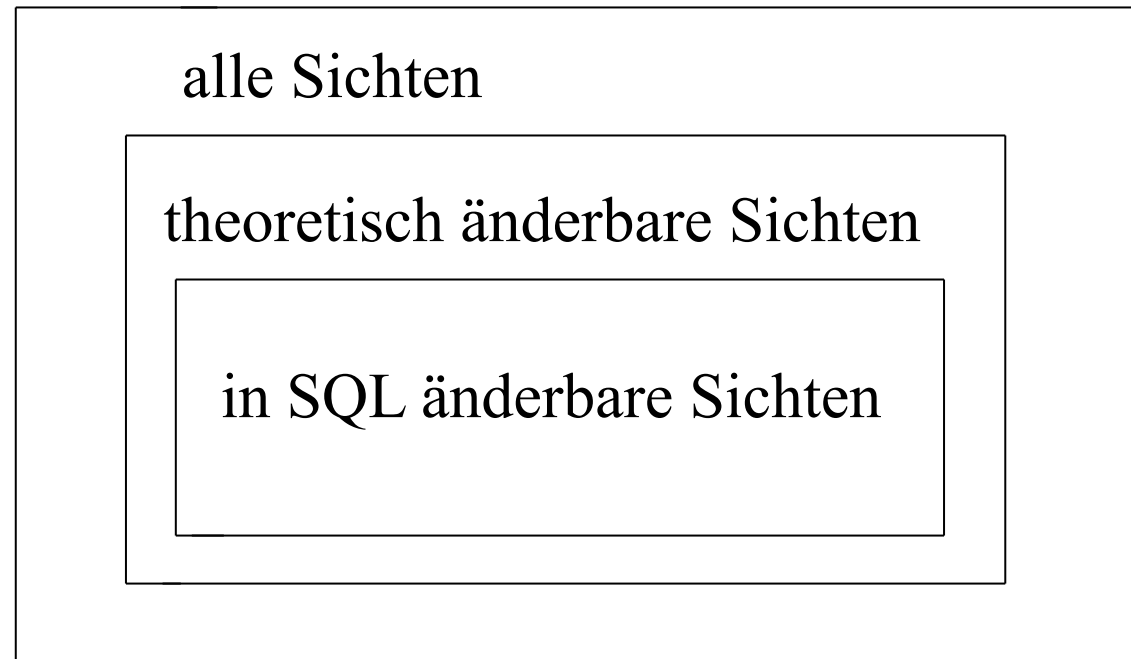 alle Sichten
theoretisch änderbare Sichten
in SQL änderbare Sichten